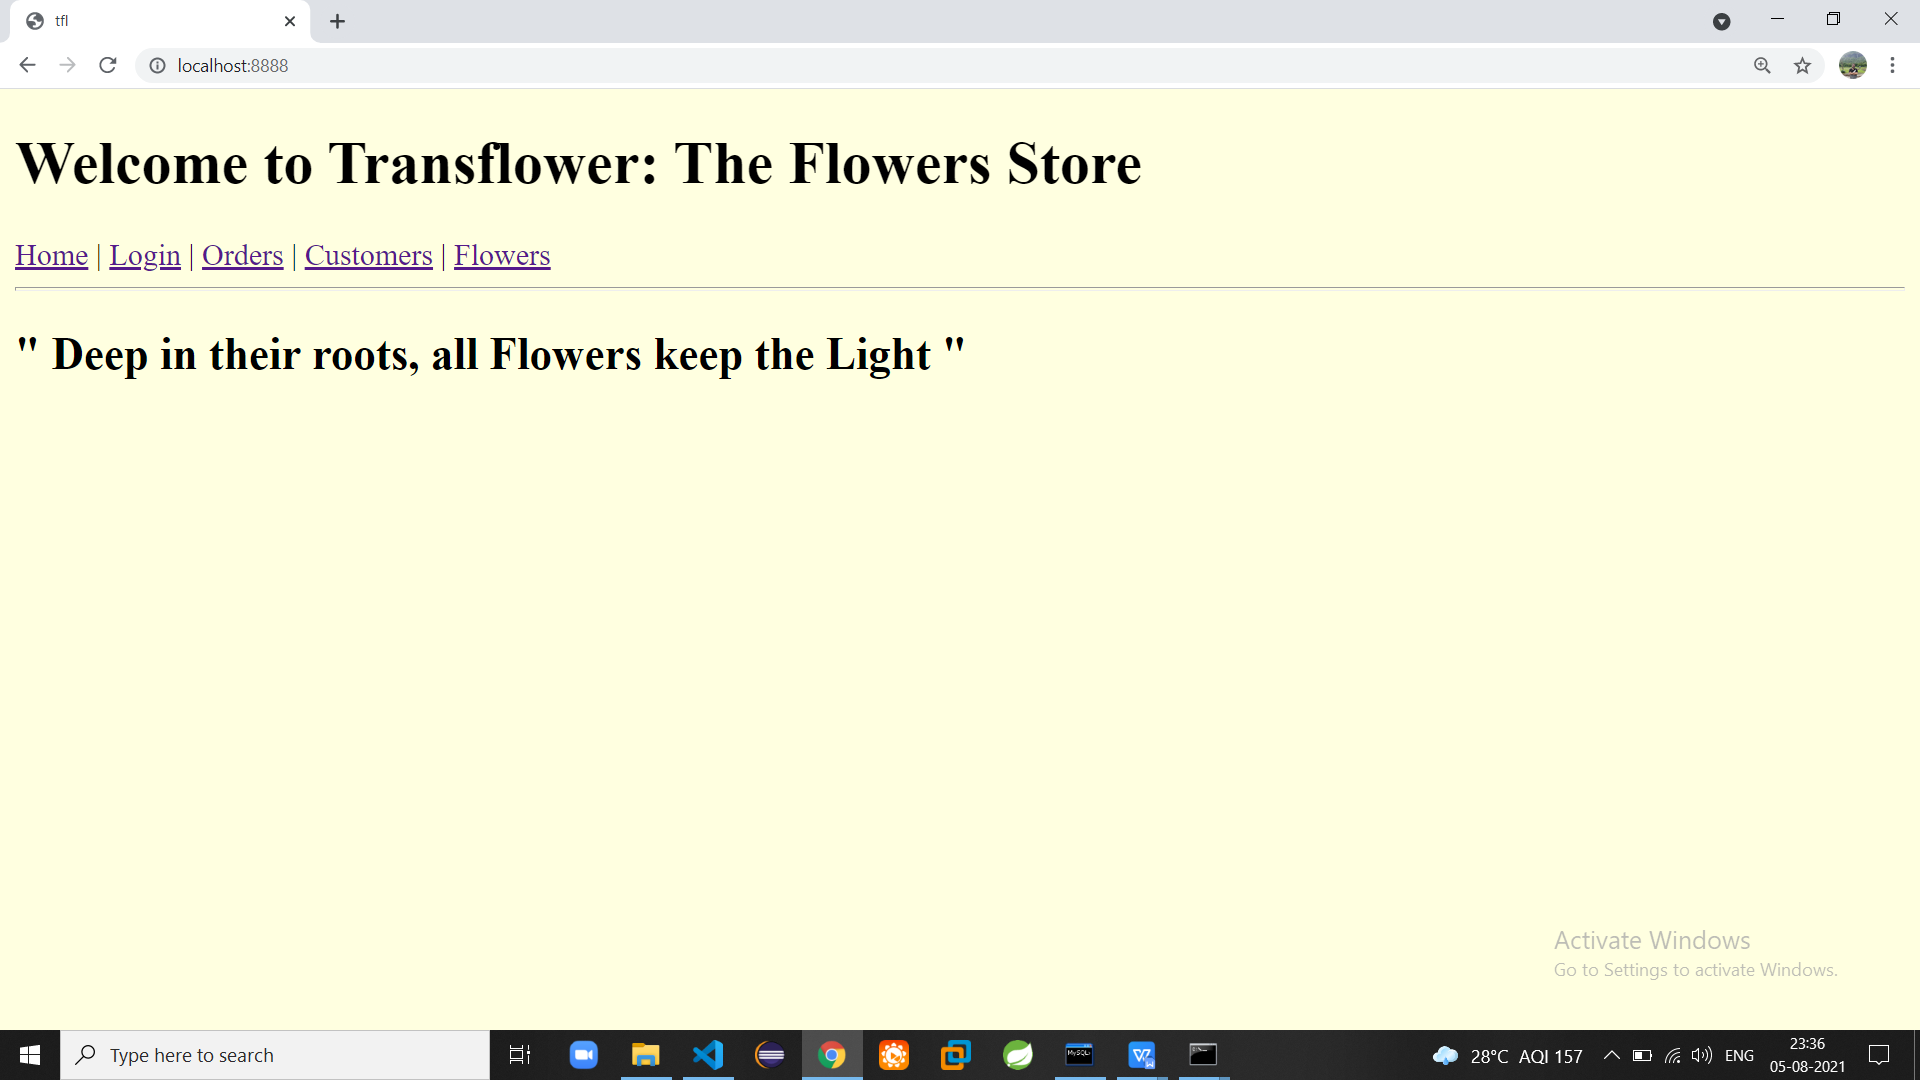 tfl
localhost:8888
Welcome to Transflower: The Flowers Store
Home | Login | Orders | Customers | Flowers
" Deep in their roots, all Flowers keep the Light "
Activate Windows
Go to Settings to activate Windows.
Type here to search
MySQL
28°C AQI 157
ENG
23:36
05-08-2021